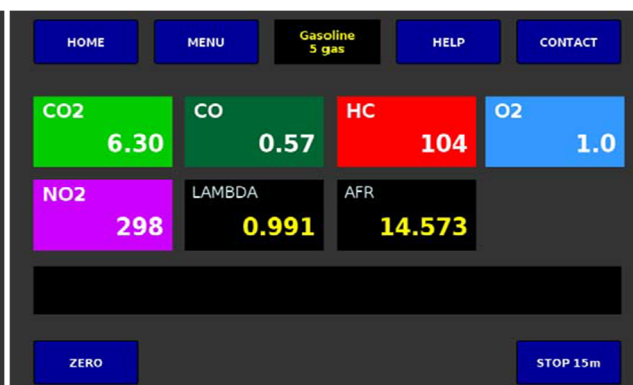 HOME
MENU
Gasoline
5 gas
HELP
CONTACT
CO2
6.30
CO
0.57
HC
104
O2
1.0
NO2
298
LAMBDA
0.991
AFR
14.573
ZERO
STOP 15m